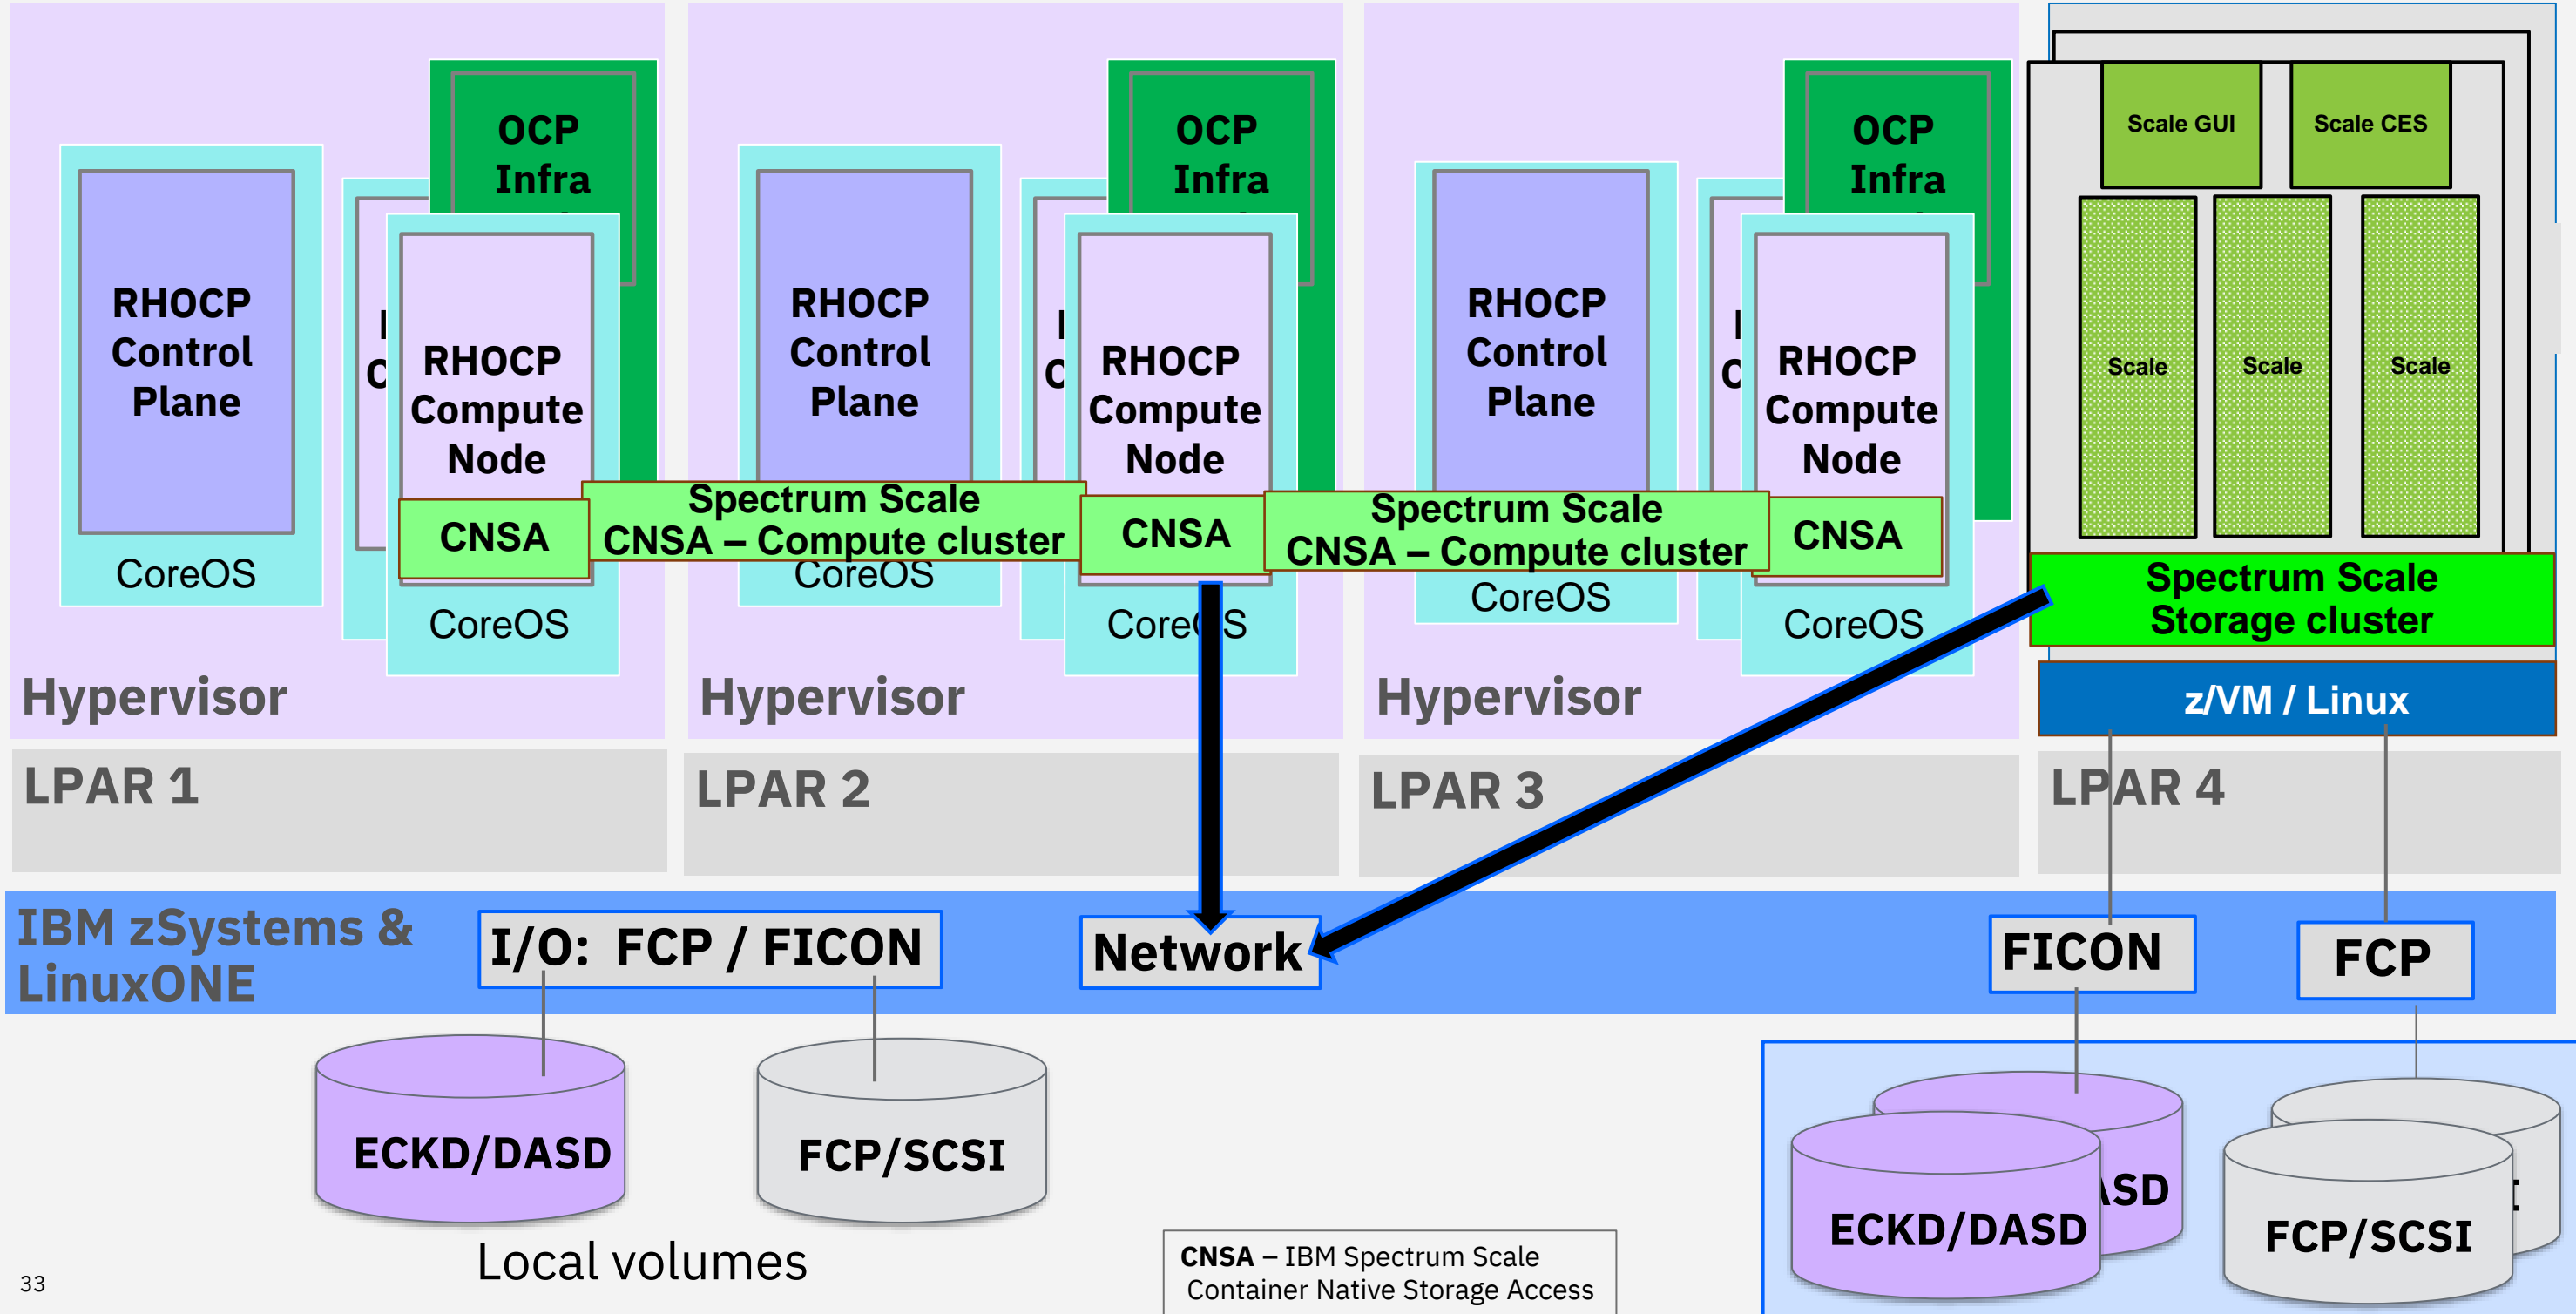 OCP
Infra
RHOCP
Control
Plane
CoreOS
RHOCP
Compute
Node
CNSA
CoreOS
Hypervisor
Spectrum Scale
CNSA – Compute cluster
OCP
Infra
RHOCP
Control
Plane
CoreOS
RHOCP
Compute
Node
CNSA
CoreOS
Hypervisor
Spectrum Scale
CNSA – Compute cluster
OCP
Infra
RHOCP
Control
Plane
CoreOS
RHOCP
Compute
Node
CNSA
CoreOS
Hypervisor
Scale GUI
Scale CES
Scale
Scale
Scale
Spectrum Scale
Storage cluster
z/VM / Linux
LPAR 1
LPAR 2
LPAR 3
LPAR 4
IBM zSystems &
LinuxONE
I/O:  FCP / FICON
Network
FICON
FCP
ECKD/DASD
FCP/SCSI
Local volumes
ECKD/DASD
FCP/SCSI
CNSA – IBM Spectrum Scale
Container Native Storage Access
33